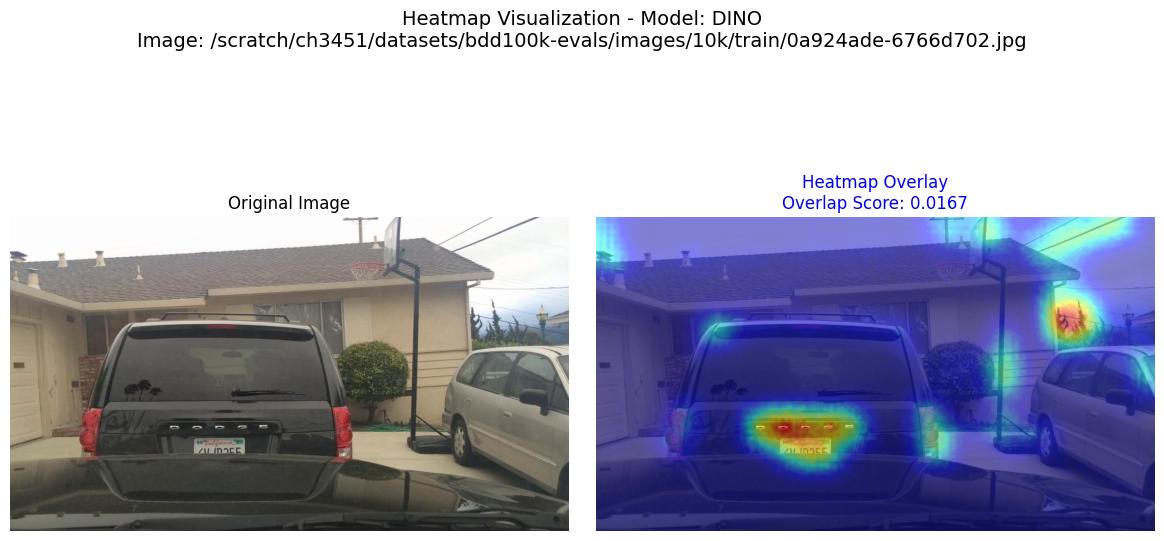 Heatmap Visualization - Model: DINO
Image: /scratch/ch3451/datasets/bdd100k-evals/images/10k/train/0a924ade-6766d702.jpg
Original Image
Heatmap Overlay
Overlap Score: 0.0167
DODGE
California